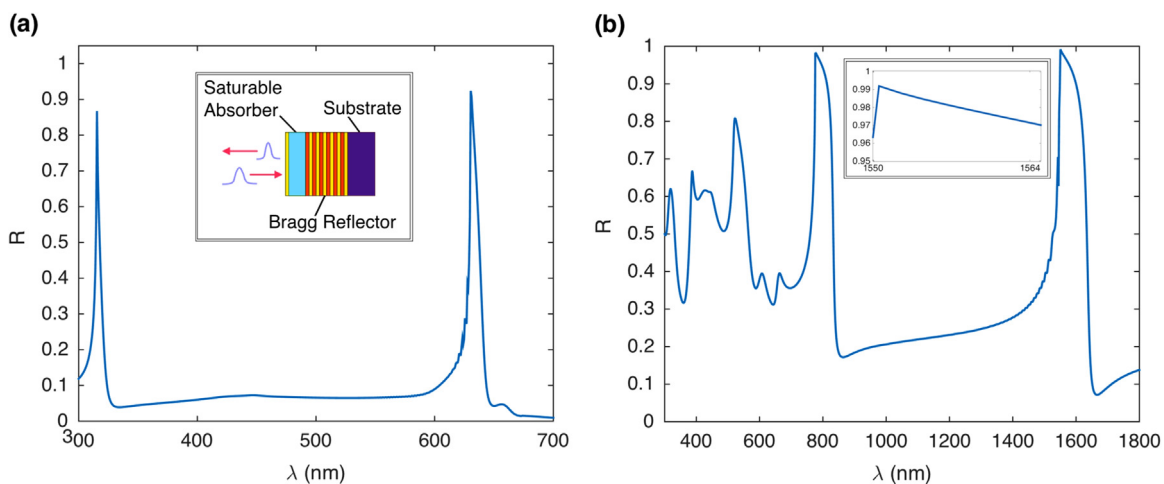 (a)
1
0.9
0.8
0.7
0.6
0.5
0.4
0.3
0.2
0.1
0
R
300 400 500 600 700
λ (nm)
Saturable
Absorber
Substrate
Bragg Reflector
(b)
1
0.9
0.8
0.7
0.6
0.5
0.4
0.3
0.2
0.1
0
R
400 600 800 1000 1200 1400 1600 1800
λ (nm)
1
0.99
0.98
0.97
0.96
0.95
1550 1564